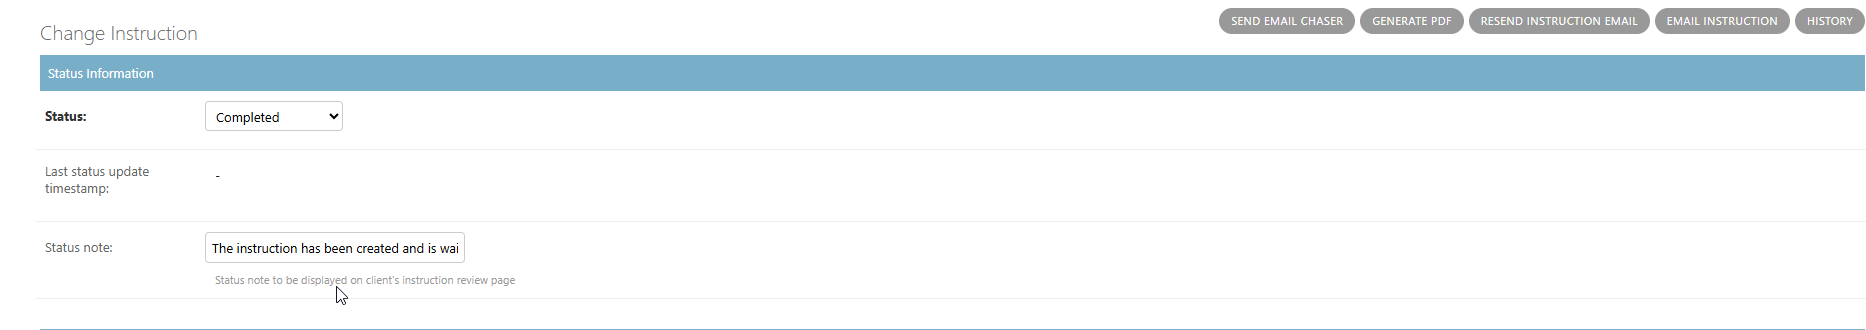 Change Instruction
SEND EMAIL CHASER
GENERATE PDF
RESEND INSTRUCTION EMAIL
EMAIL INSTRUCTION
HISTORY
Status Information
Status:
Completed
Last status update
timestamp:
-
Status note:
The instruction has been created and is wai
Status note to be displayed on client's instruction review page